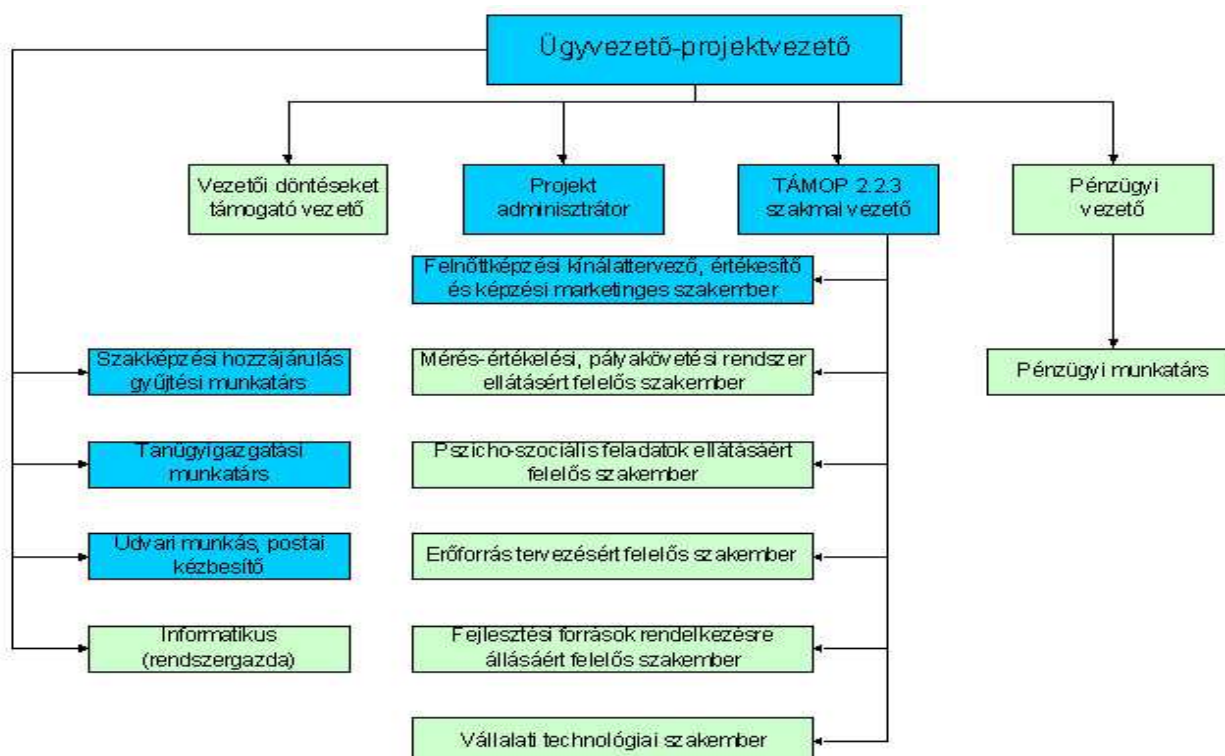 Ügyvezető-projektvezető
Vezetői döntéseket
támogató vezető
Projekt
adminisztrátor
TÁMOP 2.2.3
szakmai vezető
Pénzügyi
vezető
Felnőttképzési kínálattervező, értékesítő
és képzési marketinges szakember
Szakképzési hozzájárulás
gyűjtési munkatárs
Mérés-értékelési, pályakövetési rendszer
ellátásért felelős szakember
Pénzügyi munkatárs
Tanügyigazgatási
munkatárs
Pszicho-szociális feladatok ellátásáért
felelős szakember
Udvari munkás, postai
kézbesítő
Erőforrás tervezésért felelős szakember
Informatikus
(rendszergazda)
Fejlesztési források rendelkezésre
állásáért felelős szakember
Vállalati technológiai szakember